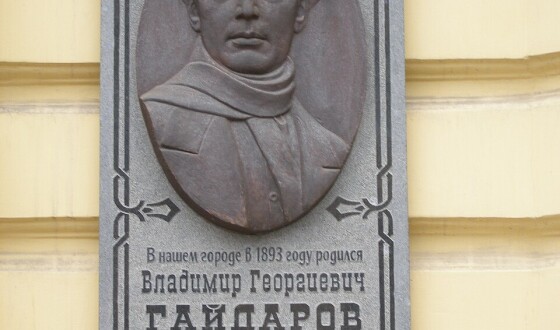 В нашем городе в 1893 году родился
Владимир Георгиевич
ГАЙДАРОВ